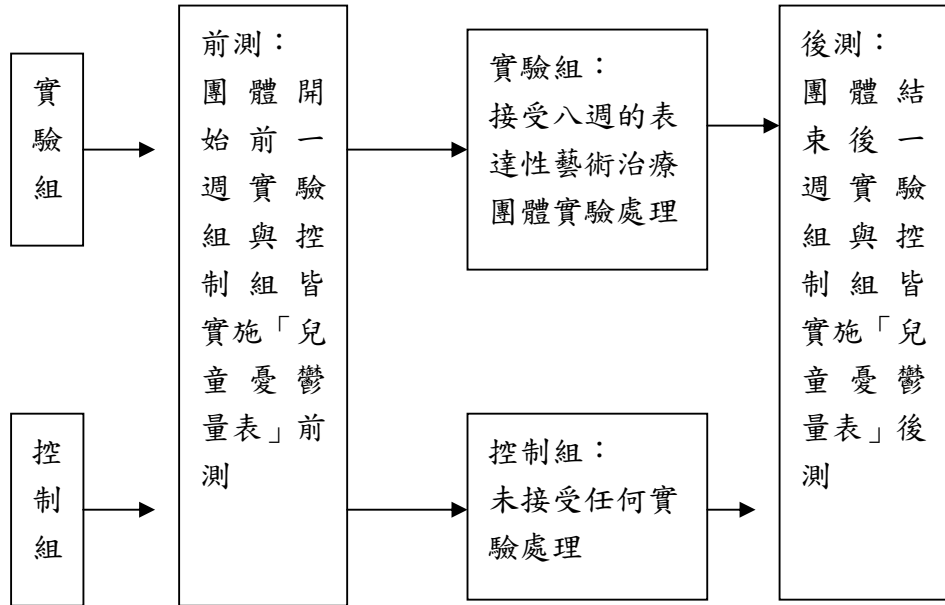 實
驗
組
控
制
組
前測：
團體開
始前一
週實驗
組與控
制組皆
實施「兒
童憂鬱
量表」前
測
實驗組：
接受八週的表
達性藝術治療
團體實驗處理
控制組：
未接受任何實
驗處理
後測：
團體結
束後一
週實驗
組與控
制組皆
實施「兒
童憂鬱
量表」後
測